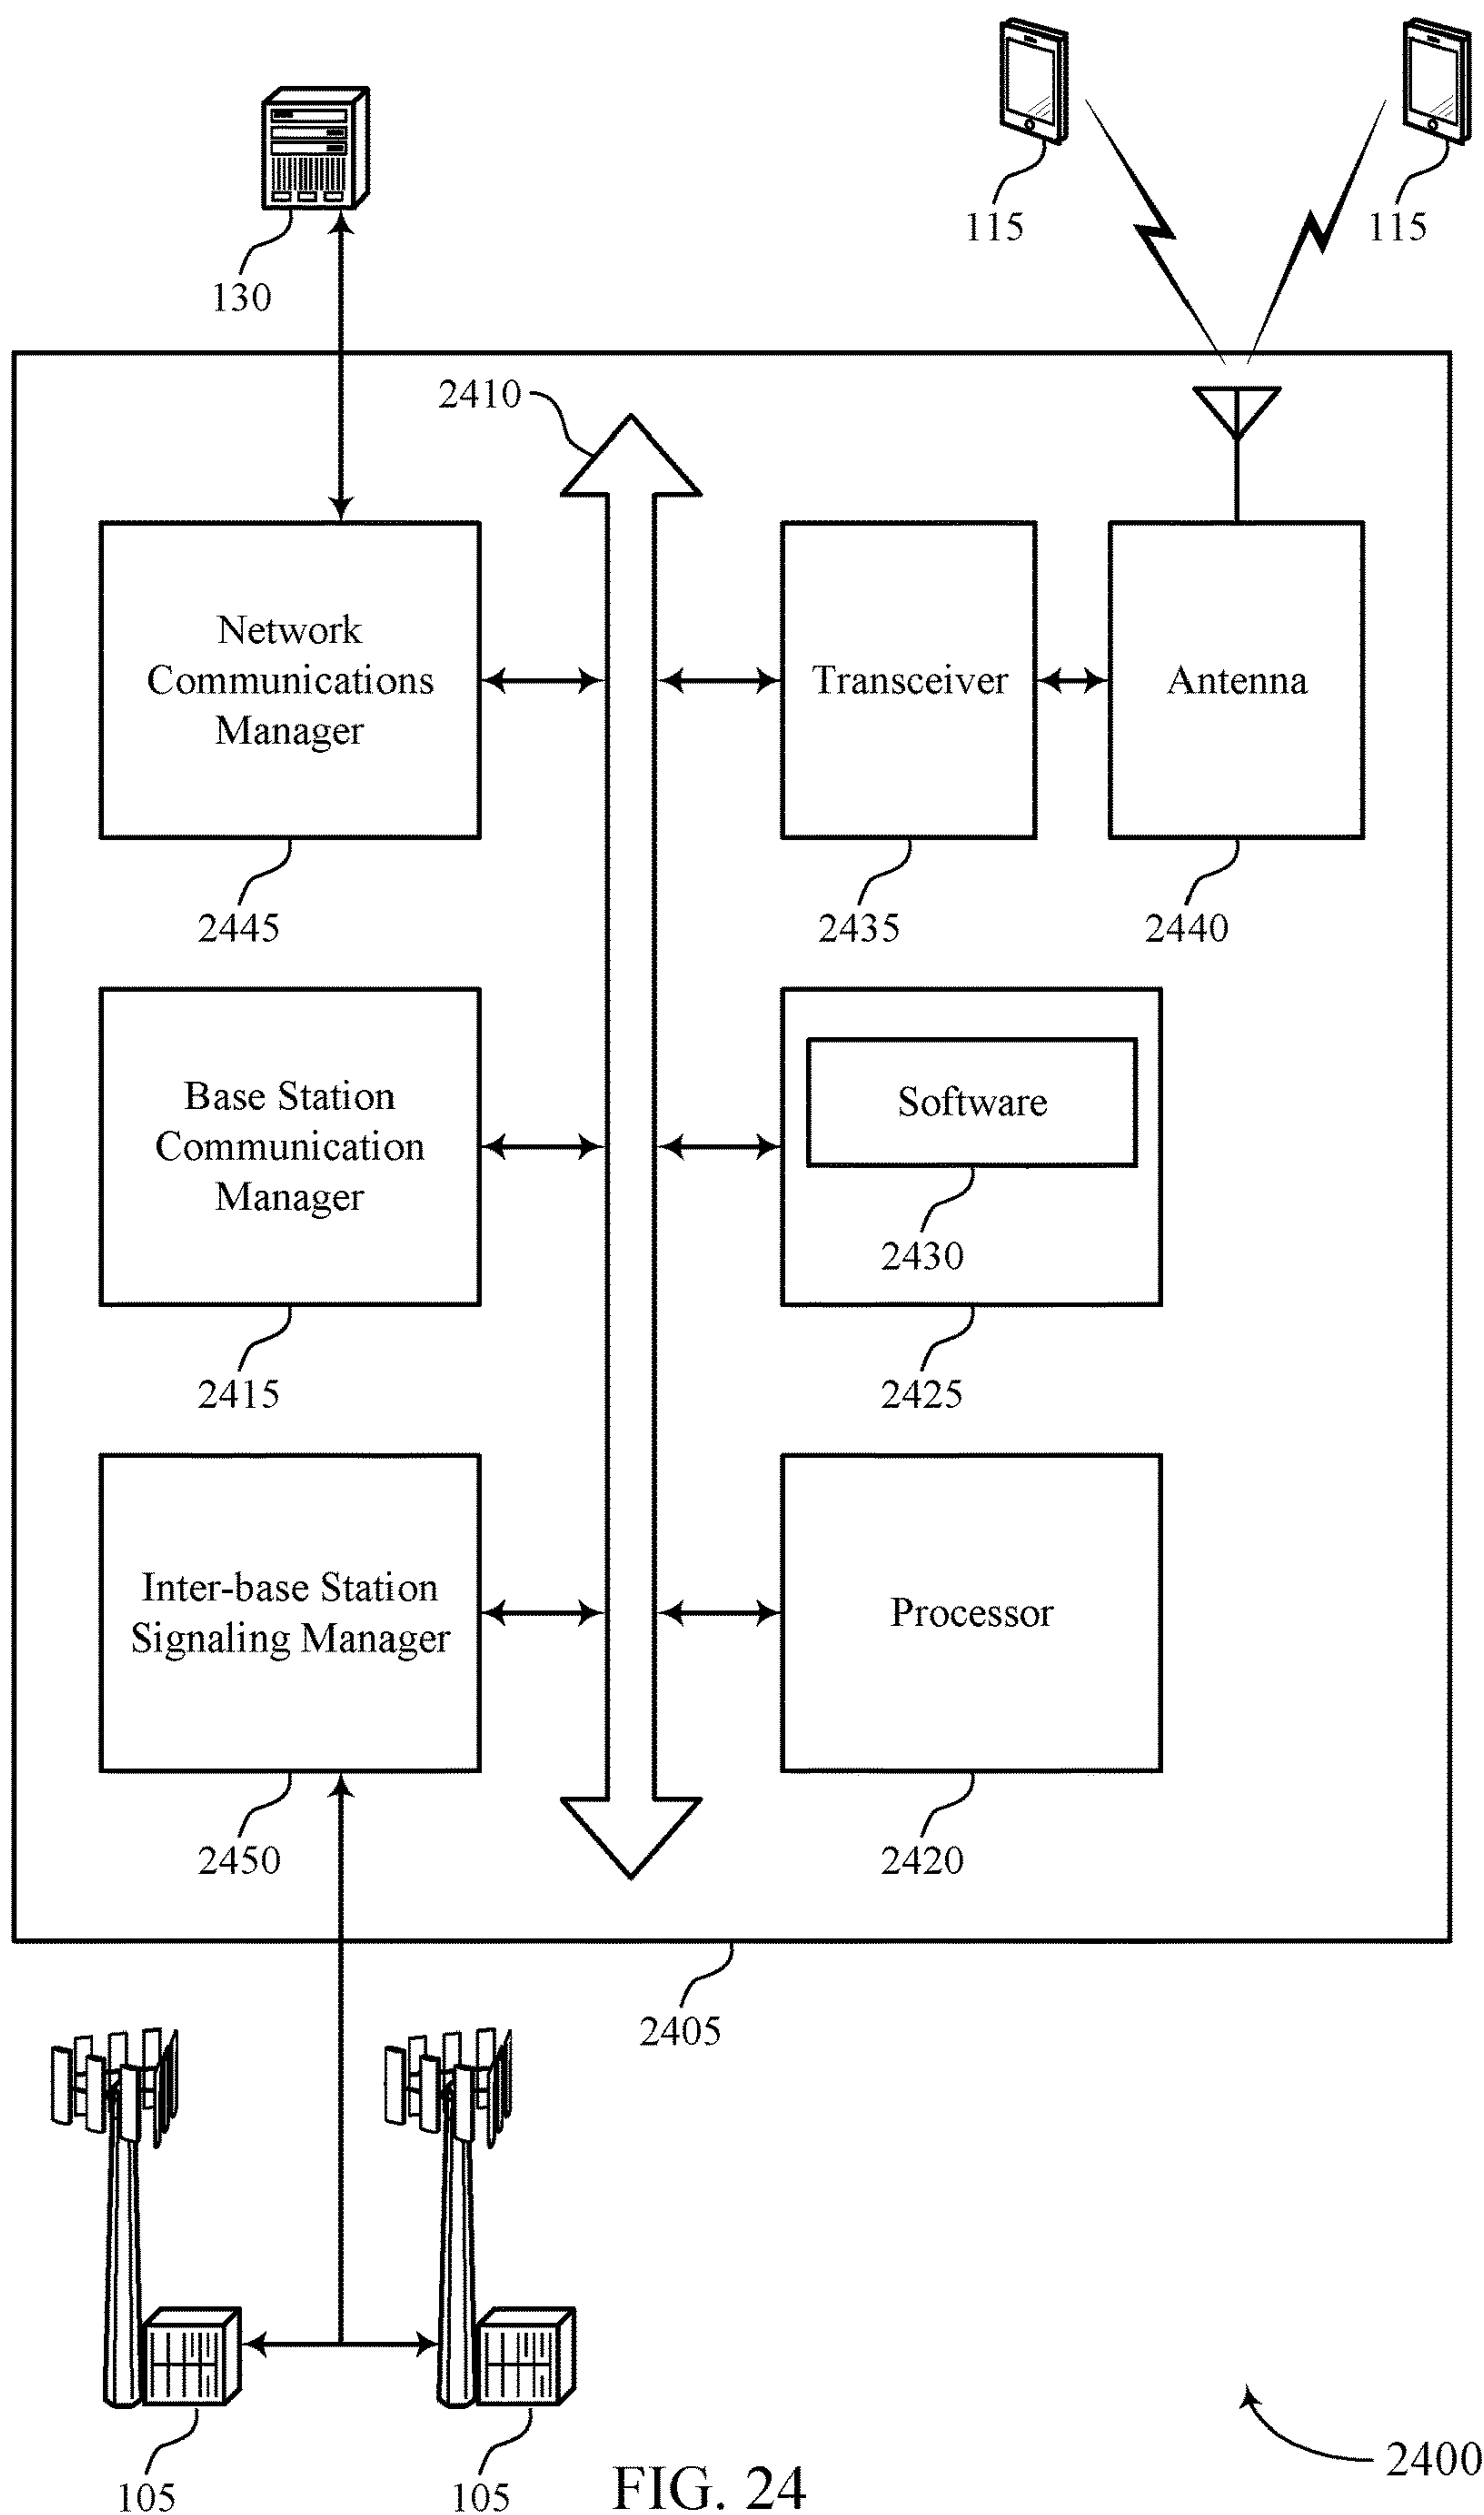 115
115
130
2410
Network
Communications
Manager
Transceiver
Antenna
2445
2435
2440
Base Station
Communication
Manager
Software
2430
2415
2425
Inter-base Station
Signaling Manager
Processor
2450
2420
2405
105
105
FIG. 24
2400